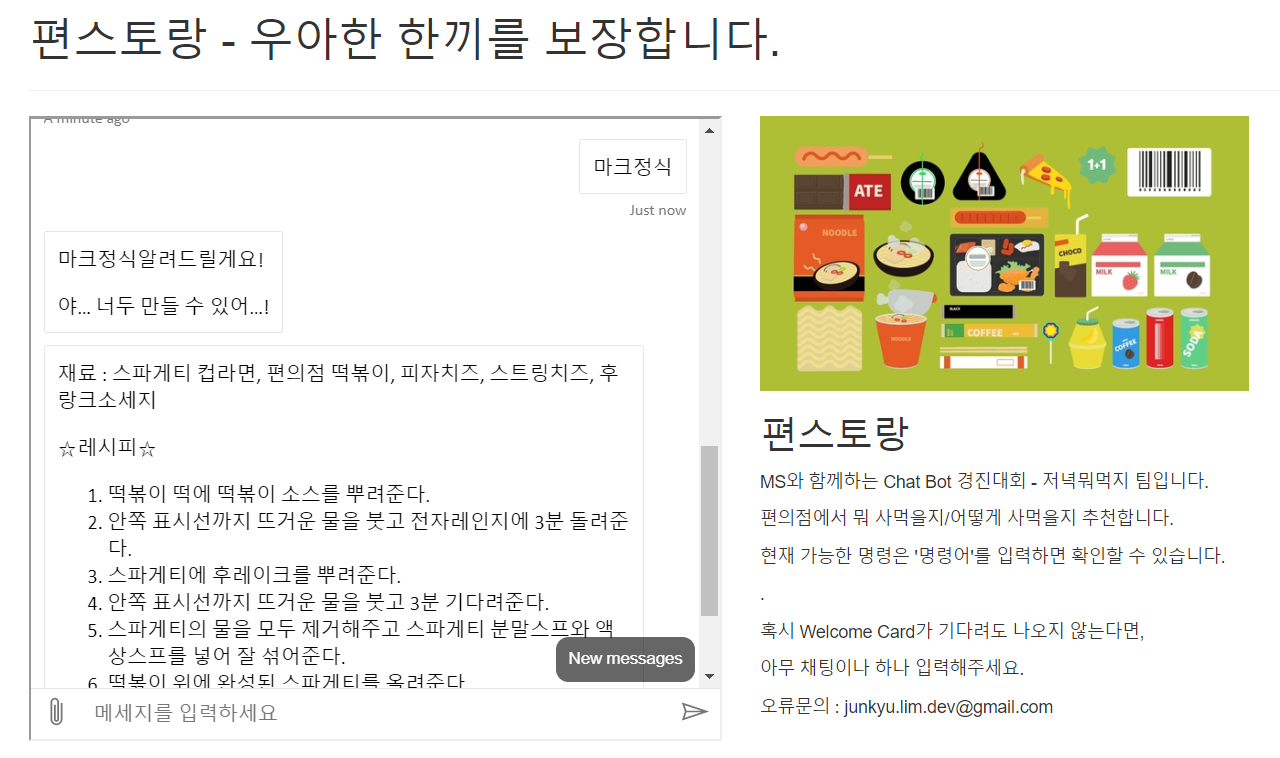 편스토랑 - 우아한 한끼를 보장합니다.
A minute ago
마크정식
Just now
마크정식알려드릴게요!
야... 너두 만들 수 있어...!
재료 : 스파게티 컵라면, 편의점 떡볶이, 피자치즈, 스트링치즈, 후
랑크소세지
☆레시피☆
1. 떡볶이 떡에 떡볶이 소스를 뿌려준다.
2. 안쪽 표시선까지 뜨거운 물을 붓고 전자레인지에 3분 돌려준
다.
3. 스파게티에 후레이크를 뿌려준다.
4. 안쪽 표시선까지 뜨거운 물을 붓고 3분 기다려준다.
5. 스파게티의 물을 모두 제거해주고 스파게티 분말스프와 액
상스프를 넣어 잘 섞어준다.
6. 떡볶이 위에 완성된 스파게티를 올려준다
New messages
메세지를 입력하세요
ATE
1+1
NOODLE
CHOCO
MILK
MILK
BLACK
COFFEE
NOODLE
COFFEE
SODA
편스토랑
MS와 함께하는 Chat Bot 경진대회 - 저녁뭐먹지 팀입니다.
편의점에서 뭐 사먹을지/어떻게 사먹을지 추천합니다.
현재 가능한 명령은 '명령어'를 입력하면 확인할 수 있습니다.
.
혹시 Welcome Card가 기다려도 나오지 않는다면,
아무 채팅이나 하나 입력해주세요.
오류문의 : junkyu.lim.dev@gmail.com